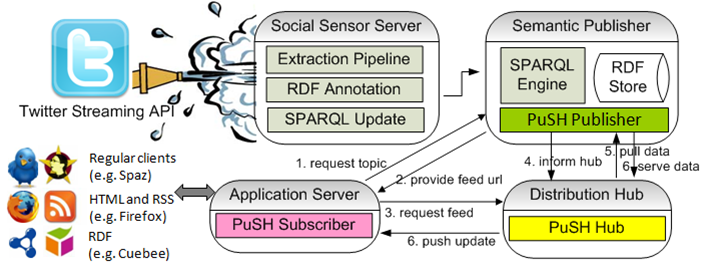 Social Sensor Server
Extraction Pipeline
RDF Annotation
SPARQL Update
Semantic Publisher
SPARQL
Engine
RDF
Store
PuSH Publisher
Twitter Streaming API
1. request topic
2. provide feed url
3. request feed
4. inform hub
5. pull data
6. serve data
6. push update
Regular clients
(e.g. Spaz)
HTML and RSS
(e.g. Firefox)
RDF
(e.g. Cuebee)
Application Server
PuSH Subscriber
Distribution Hub
PuSH Hub